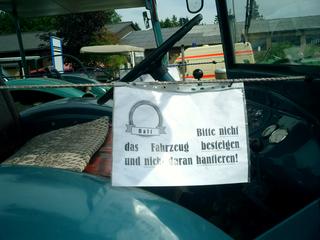 Bitte nicht
das Fahrzeug besteigen
und nicht daran hantieren!